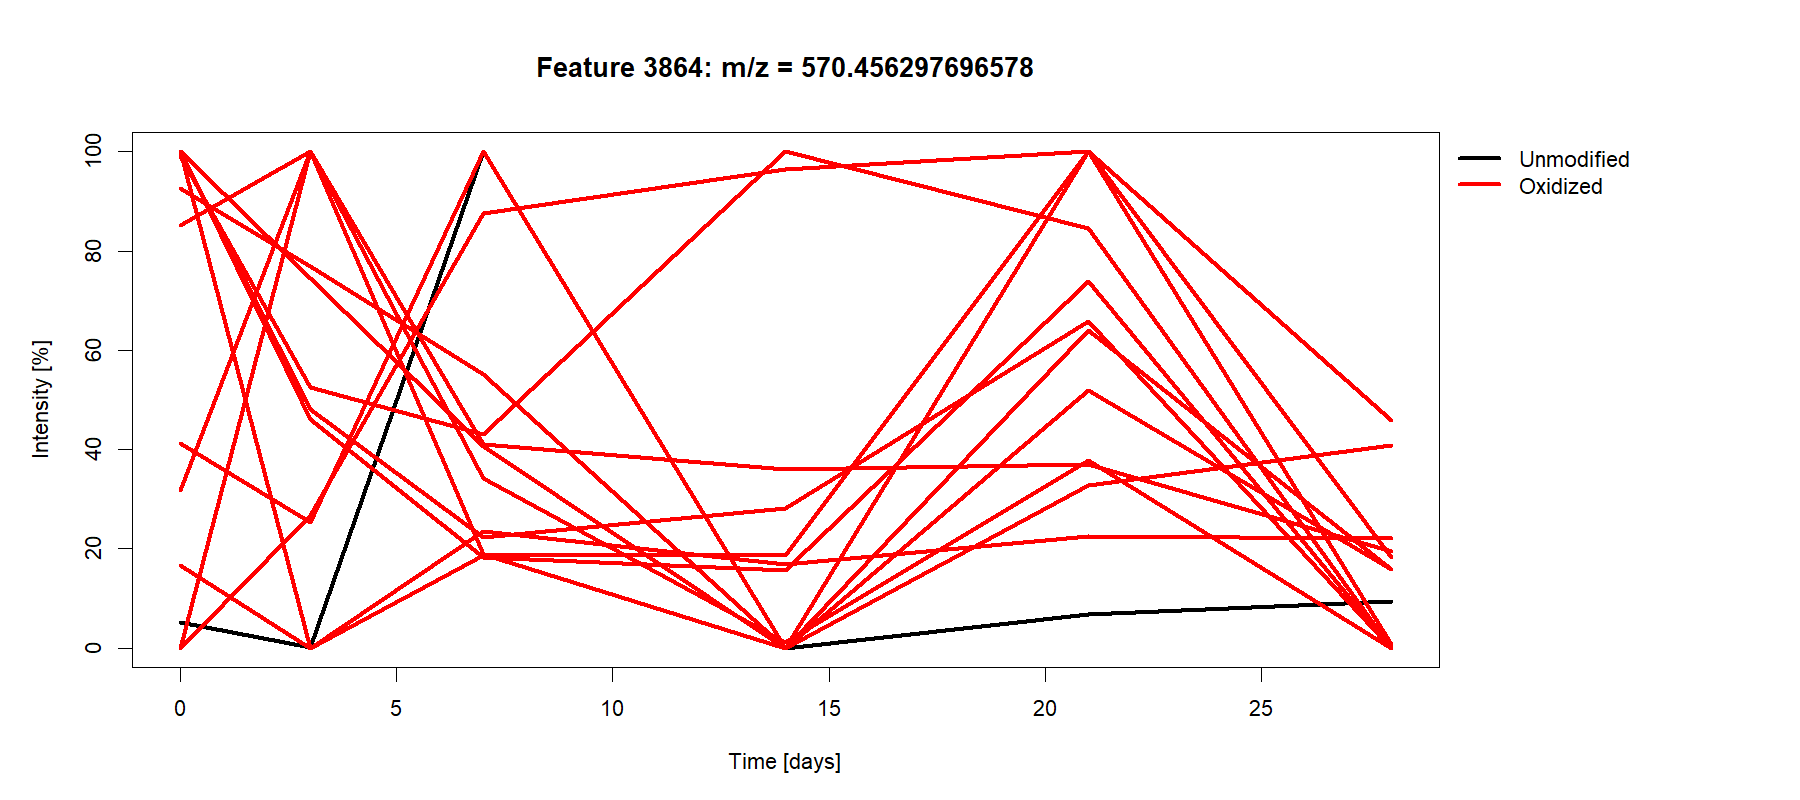 Feature 3864: m/z = 570.456297696578
Unmodified
Oxidized
Intensity [%]
100
80
60
40
20
0
0 5 10 15 20 25
Time [days]